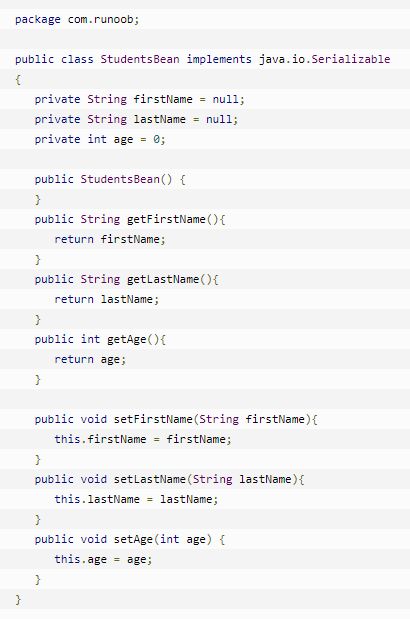 package com.runoob;
public class StudentsBean implements java.io.Serializable
{
private String firstName = null;
private String lastName = null;
private int age = 0;
public StudentsBean() {
}
public String getFirstName(){
return firstName;
}
public String getLastName(){
return lastName;
}
public int getAge(){
return age;
}
public void setFirstName(String firstName){
this.firstName = firstName;
}
public void setLastName(String lastName){
this.lastName = lastName;
}
public void setAge(int age) {
this.age = age;
}
}